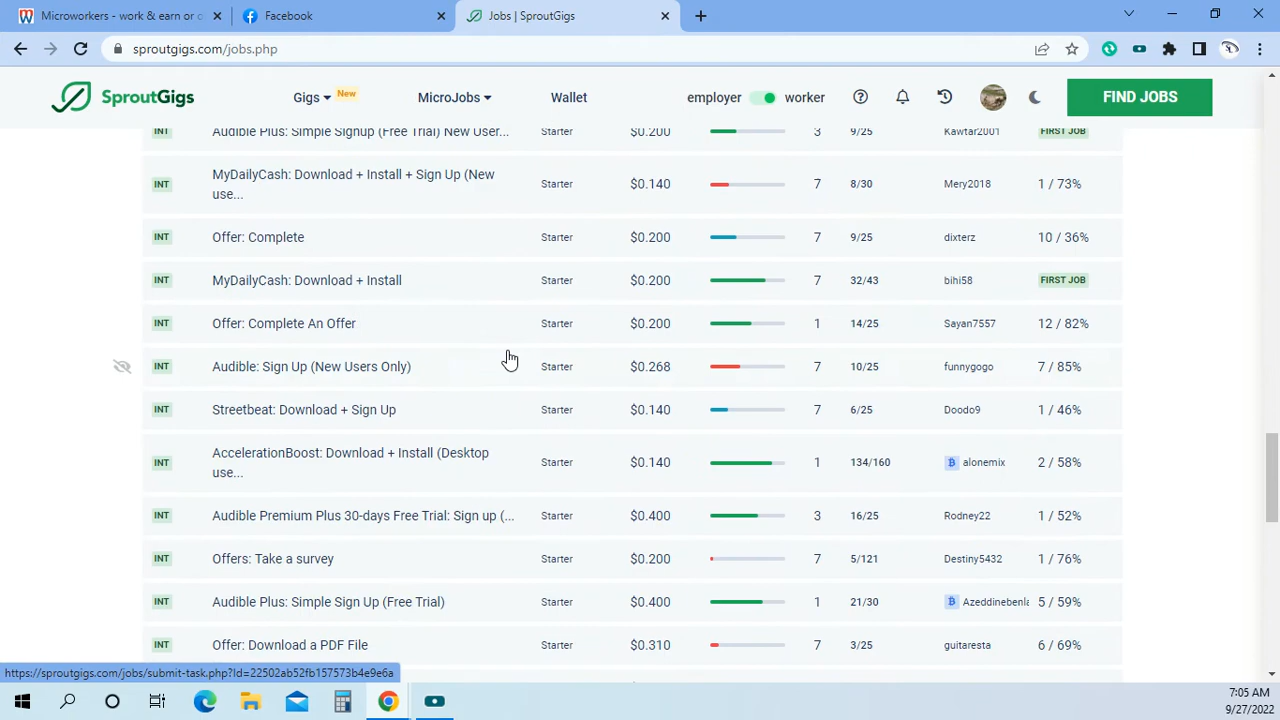 Microworkers - work & earn or o
Facebook
Jobs | SproutGigs
sproutgigs.com/jobs.php
SproutGigs
Gigs
New
MicroJobs
Wallet
employer
worker
FIND JOBS
INT Audible Plus: Simple Signup (Free Trial) New User... Starter $0.200 3 9/25 Kawtar2001 FIRST JOB
INT MyDailyCash: Download + Install + Sign Up (New
use... Starter $0.140 7 8/30 Mery2018 1 / 73%
INT Offer: Complete Starter $0.200 7 9/25 dixterz 10 / 36%
INT MyDailyCash: Download + Install Starter $0.200 7 32/43 bihi58 FIRST JOB
INT Offer: Complete An Offer Starter $0.200 1 14/25 Sayan7557 12 / 82%
INT Audible: Sign Up (New Users Only) Starter $0.268 7 10/25 funnygogo 7 / 85%
INT Streetbeat: Download + Sign Up Starter $0.140 7 6/25 Doodo9 1 / 46%
INT AccelerationBoost: Download + Install (Desktop
use... Starter $0.140 1 134/160 alonemix 2 / 58%
INT Audible Premium Plus 30-days Free Trial: Sign up (... Starter $0.400 3 16/25 Rodney22 1 / 52%
INT Offers: Take a survey Starter $0.200 7 5/121 Destiny5432 1 / 76%
INT Audible Plus: Simple Sign Up (Free Trial) Starter $0.400 1 21/30 Azeddinebenla 5 / 59%
INT Offer: Download a PDF File Starter $0.310 7 3/25 guitaresta 6 / 69%
https://sproutgigs.com/jobs/submit-task.php?Id=22502ab52fb157573b4e9e6a
7:05 AM
9/27/2022